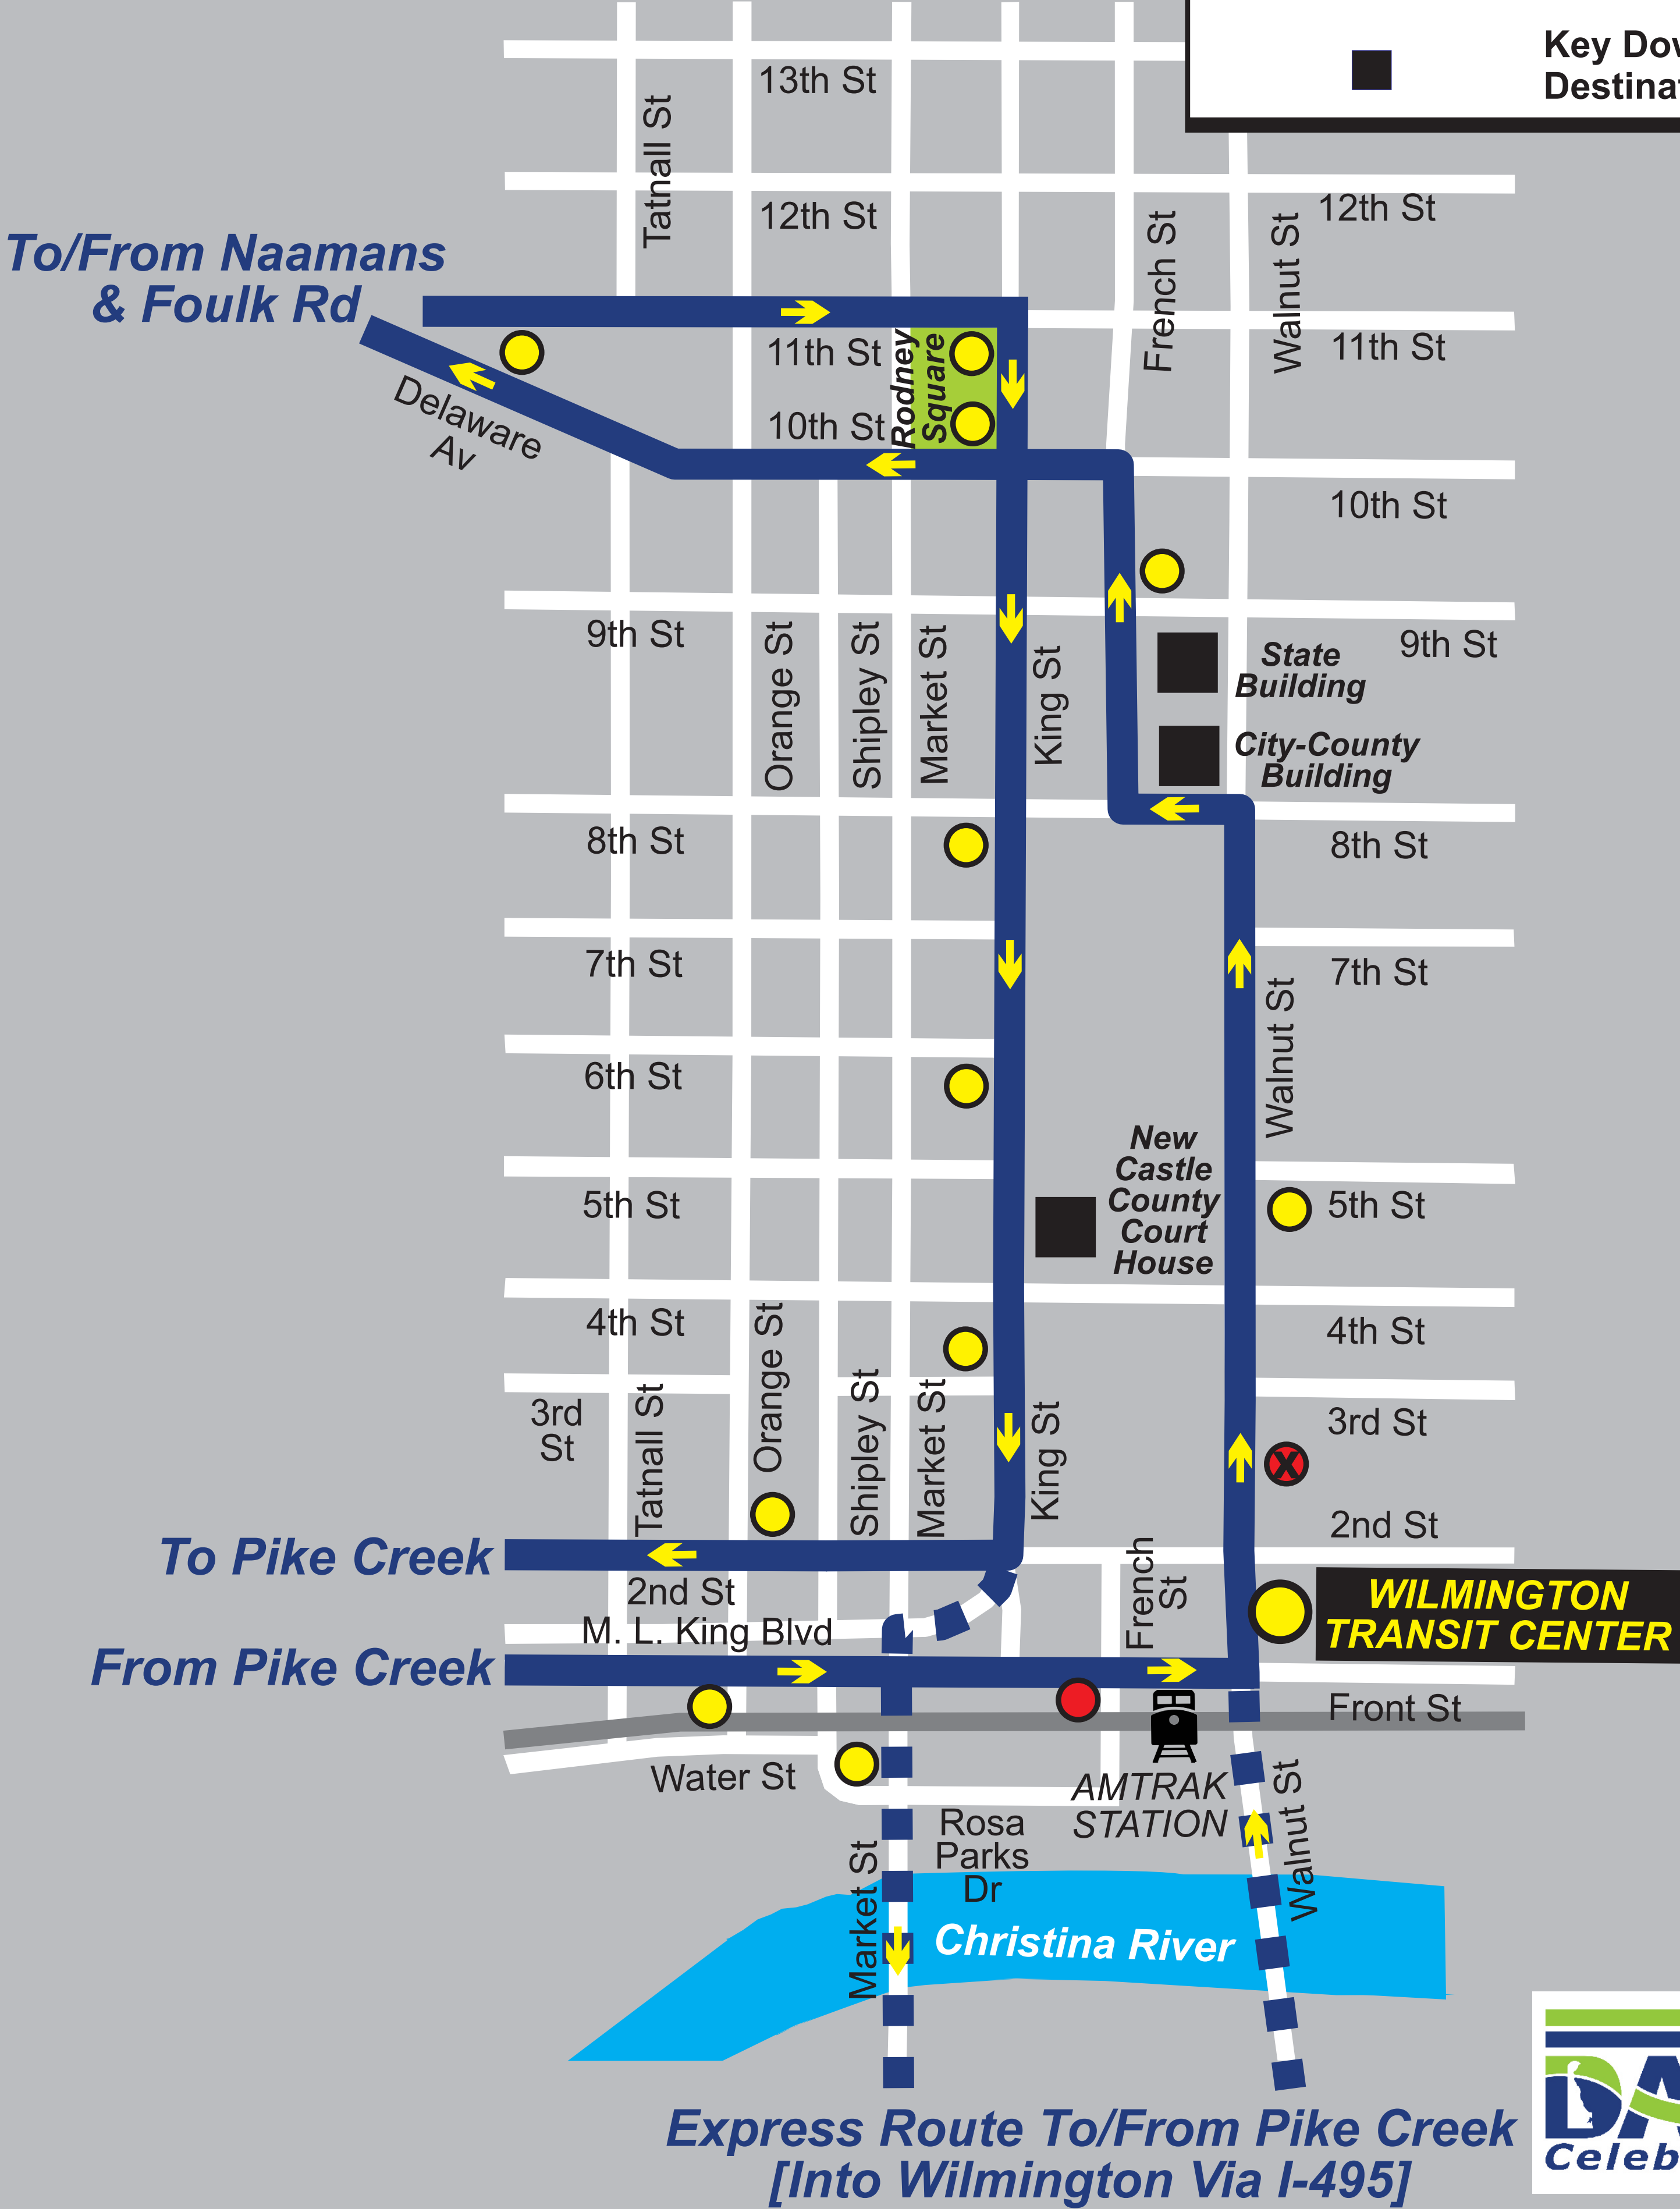 Key
Destina
13th St
Tatnall St
12th St
12th St
French St
Walnut St
To/From Naamans
& Foulk Rd
11th St
11th St
Rodney
Square
Delaware
Av
10th St
10th St
9th St
9th St
State
Building
City-County
Building
Orange St
Shipley St
Market St
King St
8th St
8th St
7th St
7th St
Walnut St
6th St
New
Castle
County
Court
House
5th St
5th St
4th St
4th St
3rd
St
3rd St
Tatnall St
Orange St
Shipley St
Market St
King St
X
2nd St
To Pike Creek
2nd St
French
St
WILMINGTON
TRANSIT CENTER
M. L. King Blvd
From Pike Creek
Front St
Water St
AMTRAK
STATION
Rosa
Parks
Dr
Market St
Walnut St
Christina River
Express Route To/From Pike Creek
[Into Wilmington Via I-495]
DA
Celeb